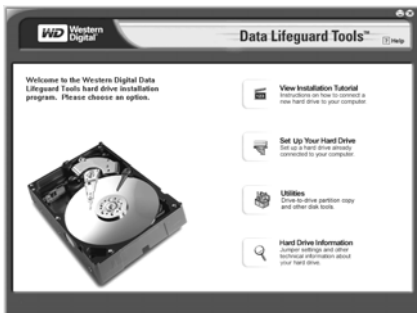 WD Western Digital
Data Lifeguard Tools™
? Help
Welcome to the Western Digital Data
Lifeguard Tools hard drive installation
program. Please choose an option.
View Installation Tutorial
Instructions on how to connect a
new hard drive to your computer.
Set Up Your Hard Drive
Set up a hard drive already
connected to your computer.
Utilities
Drive-to-drive partition copy
and other disk tools.
Hard Drive Information
Jumper settings and other
technical information about
your hard drive.